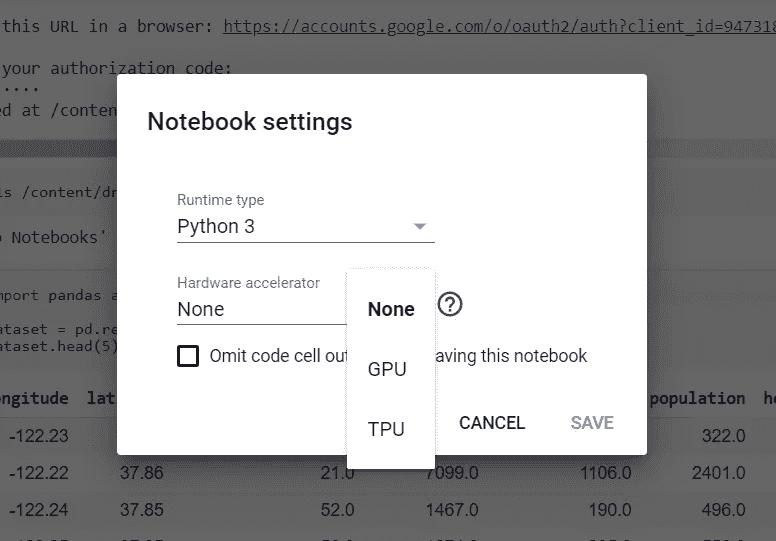 this URL in a browser: https://accounts.google.com/o/oauth2/auth?client_id=947318
your authorization code:
····
ed at /conten
Notebook settings
ls /content/dr
Runtime type
Python 3
Notebooks'
Hardware accelerator
None
None
GPU
TPU
mport pandas a
ataset = pd.re
ataset.head(5)
Omit code cell out
aving this notebook
ngitude lat
population h
CANCEL SAVE
-122.23 322.0
-122.22 37.86 21.0 7099.0 1106.0 2401.0
-122.24 37.85 52.0 1467.0 190.0 496.0